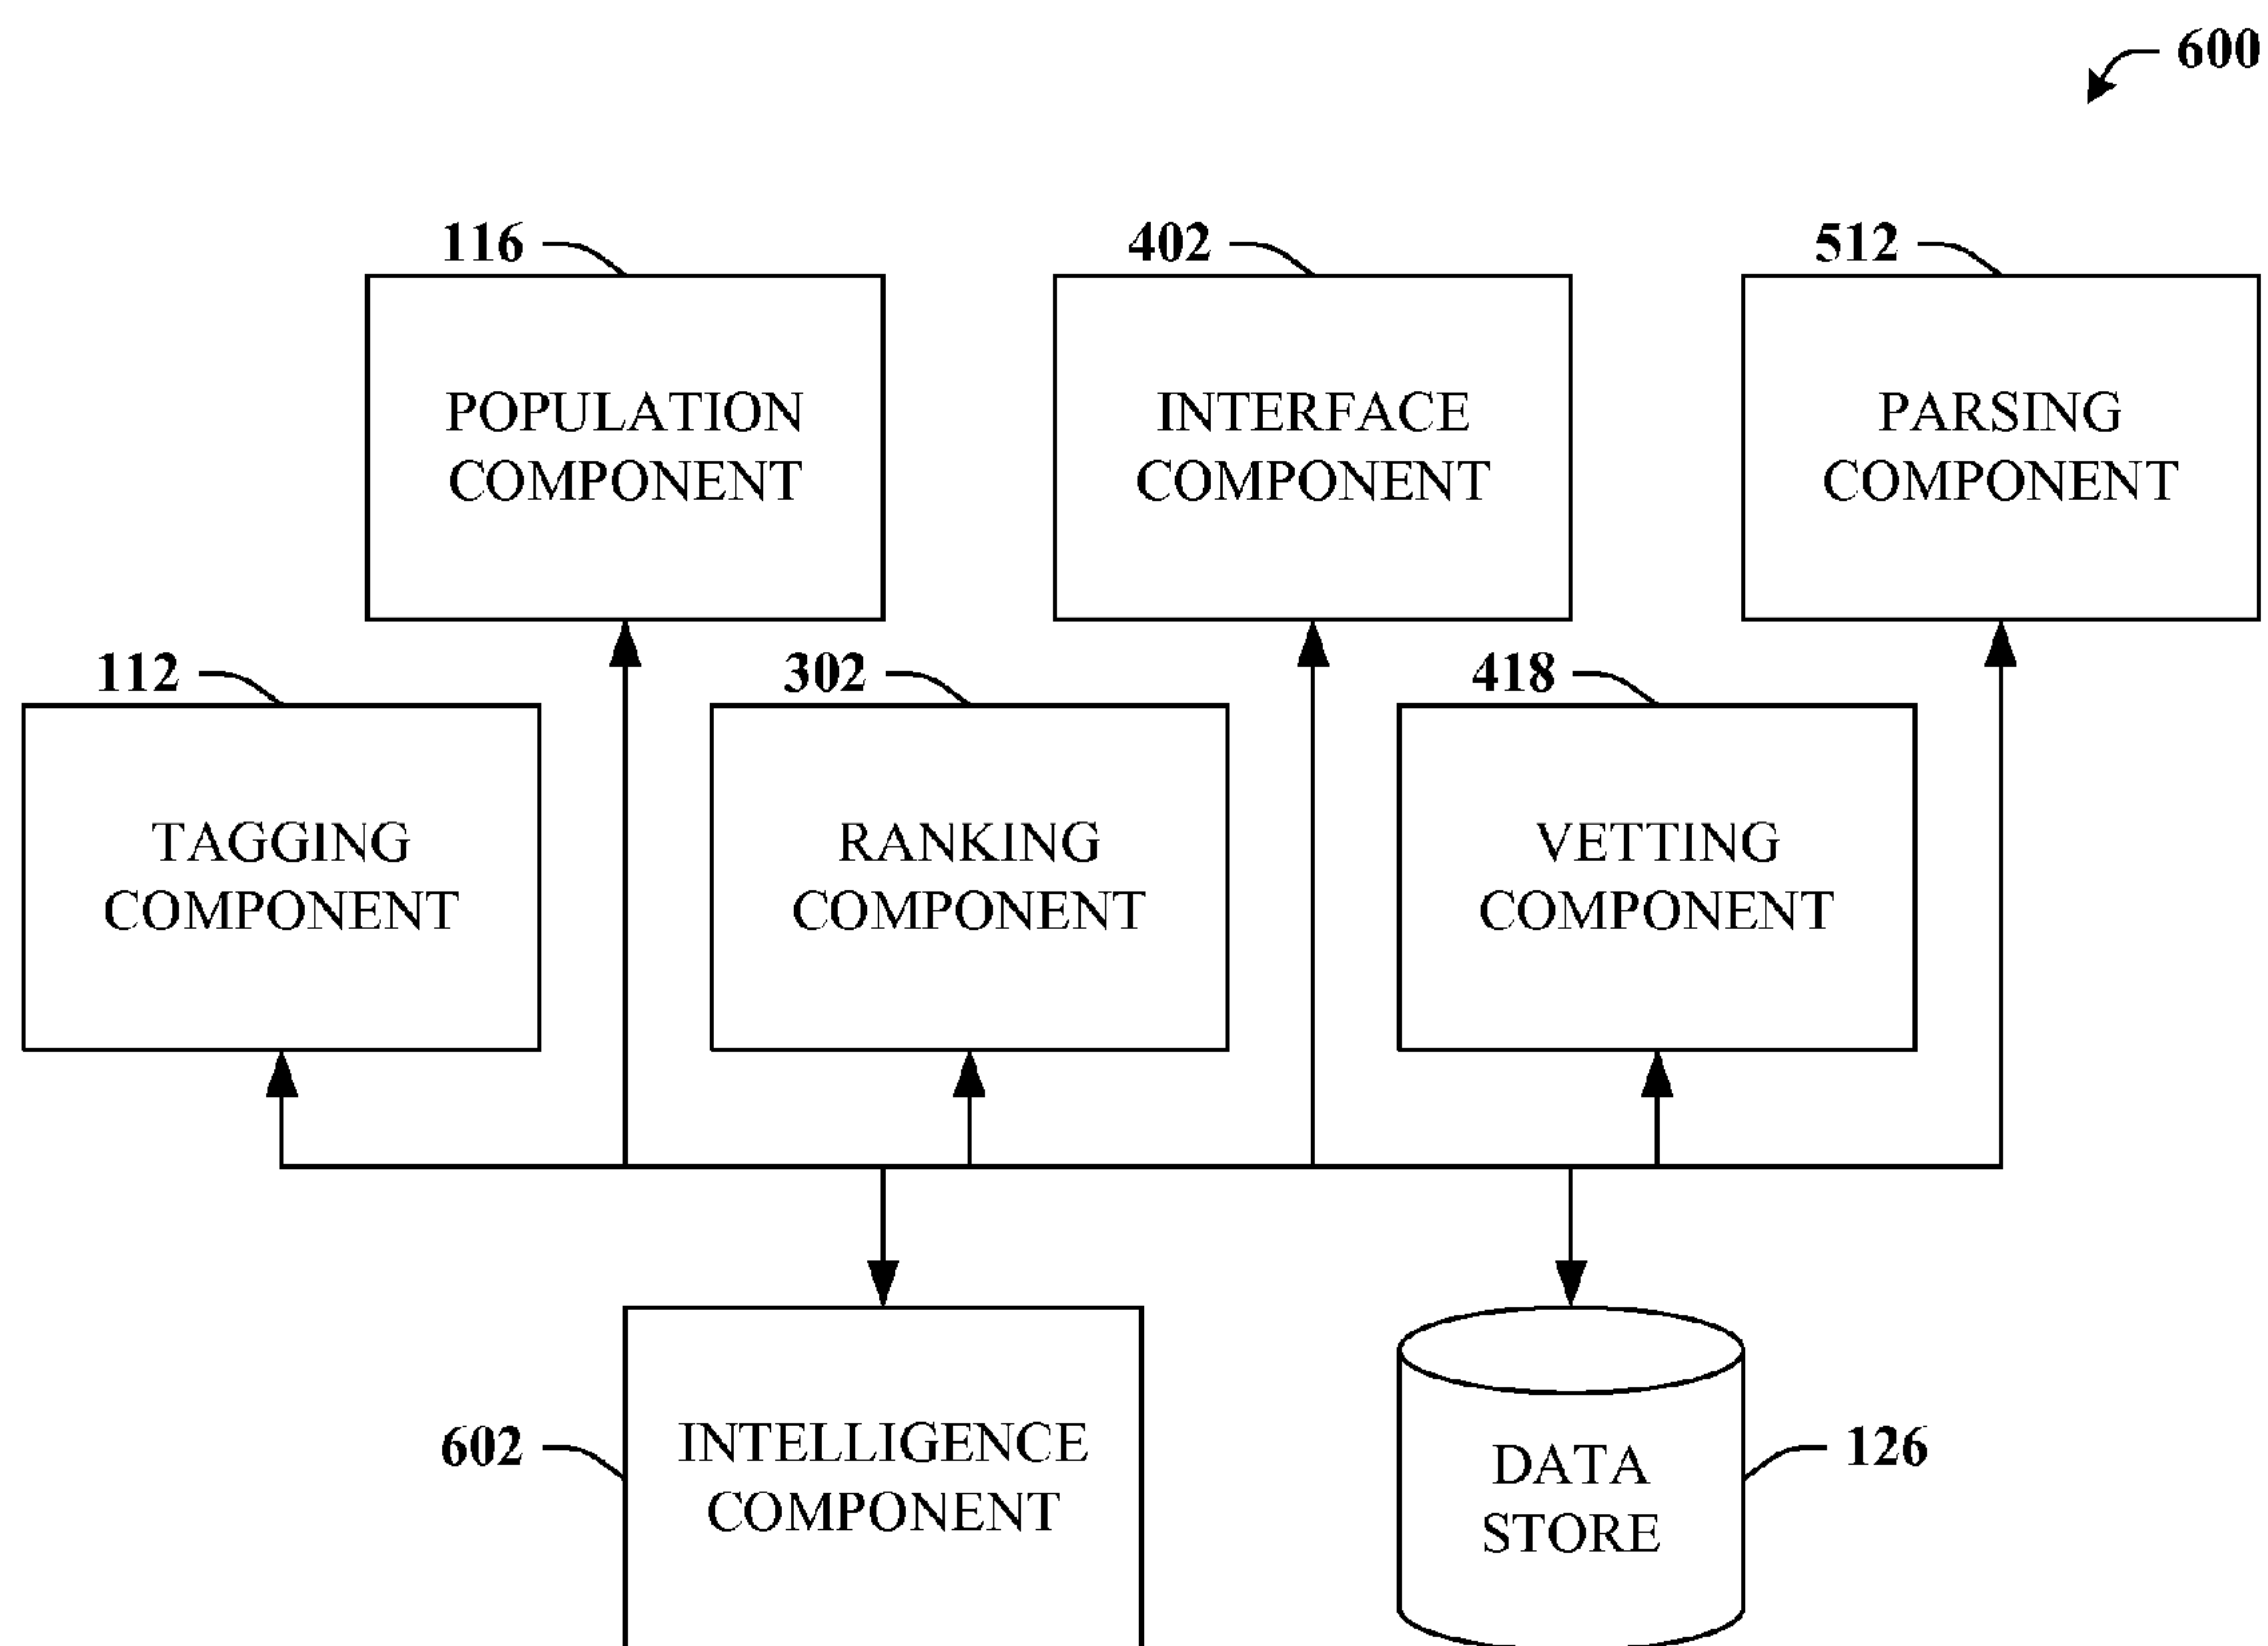 600
116
402
512
POPULATION
COMPONENT
INTERFACE
COMPONENT
PARSING
COMPONENT
112
302
418
TAGGING
COMPONENT
RANKING
COMPONENT
VETTING
COMPONENT
602
INTELLIGENCE
COMPONENT
DATA
STORE
126